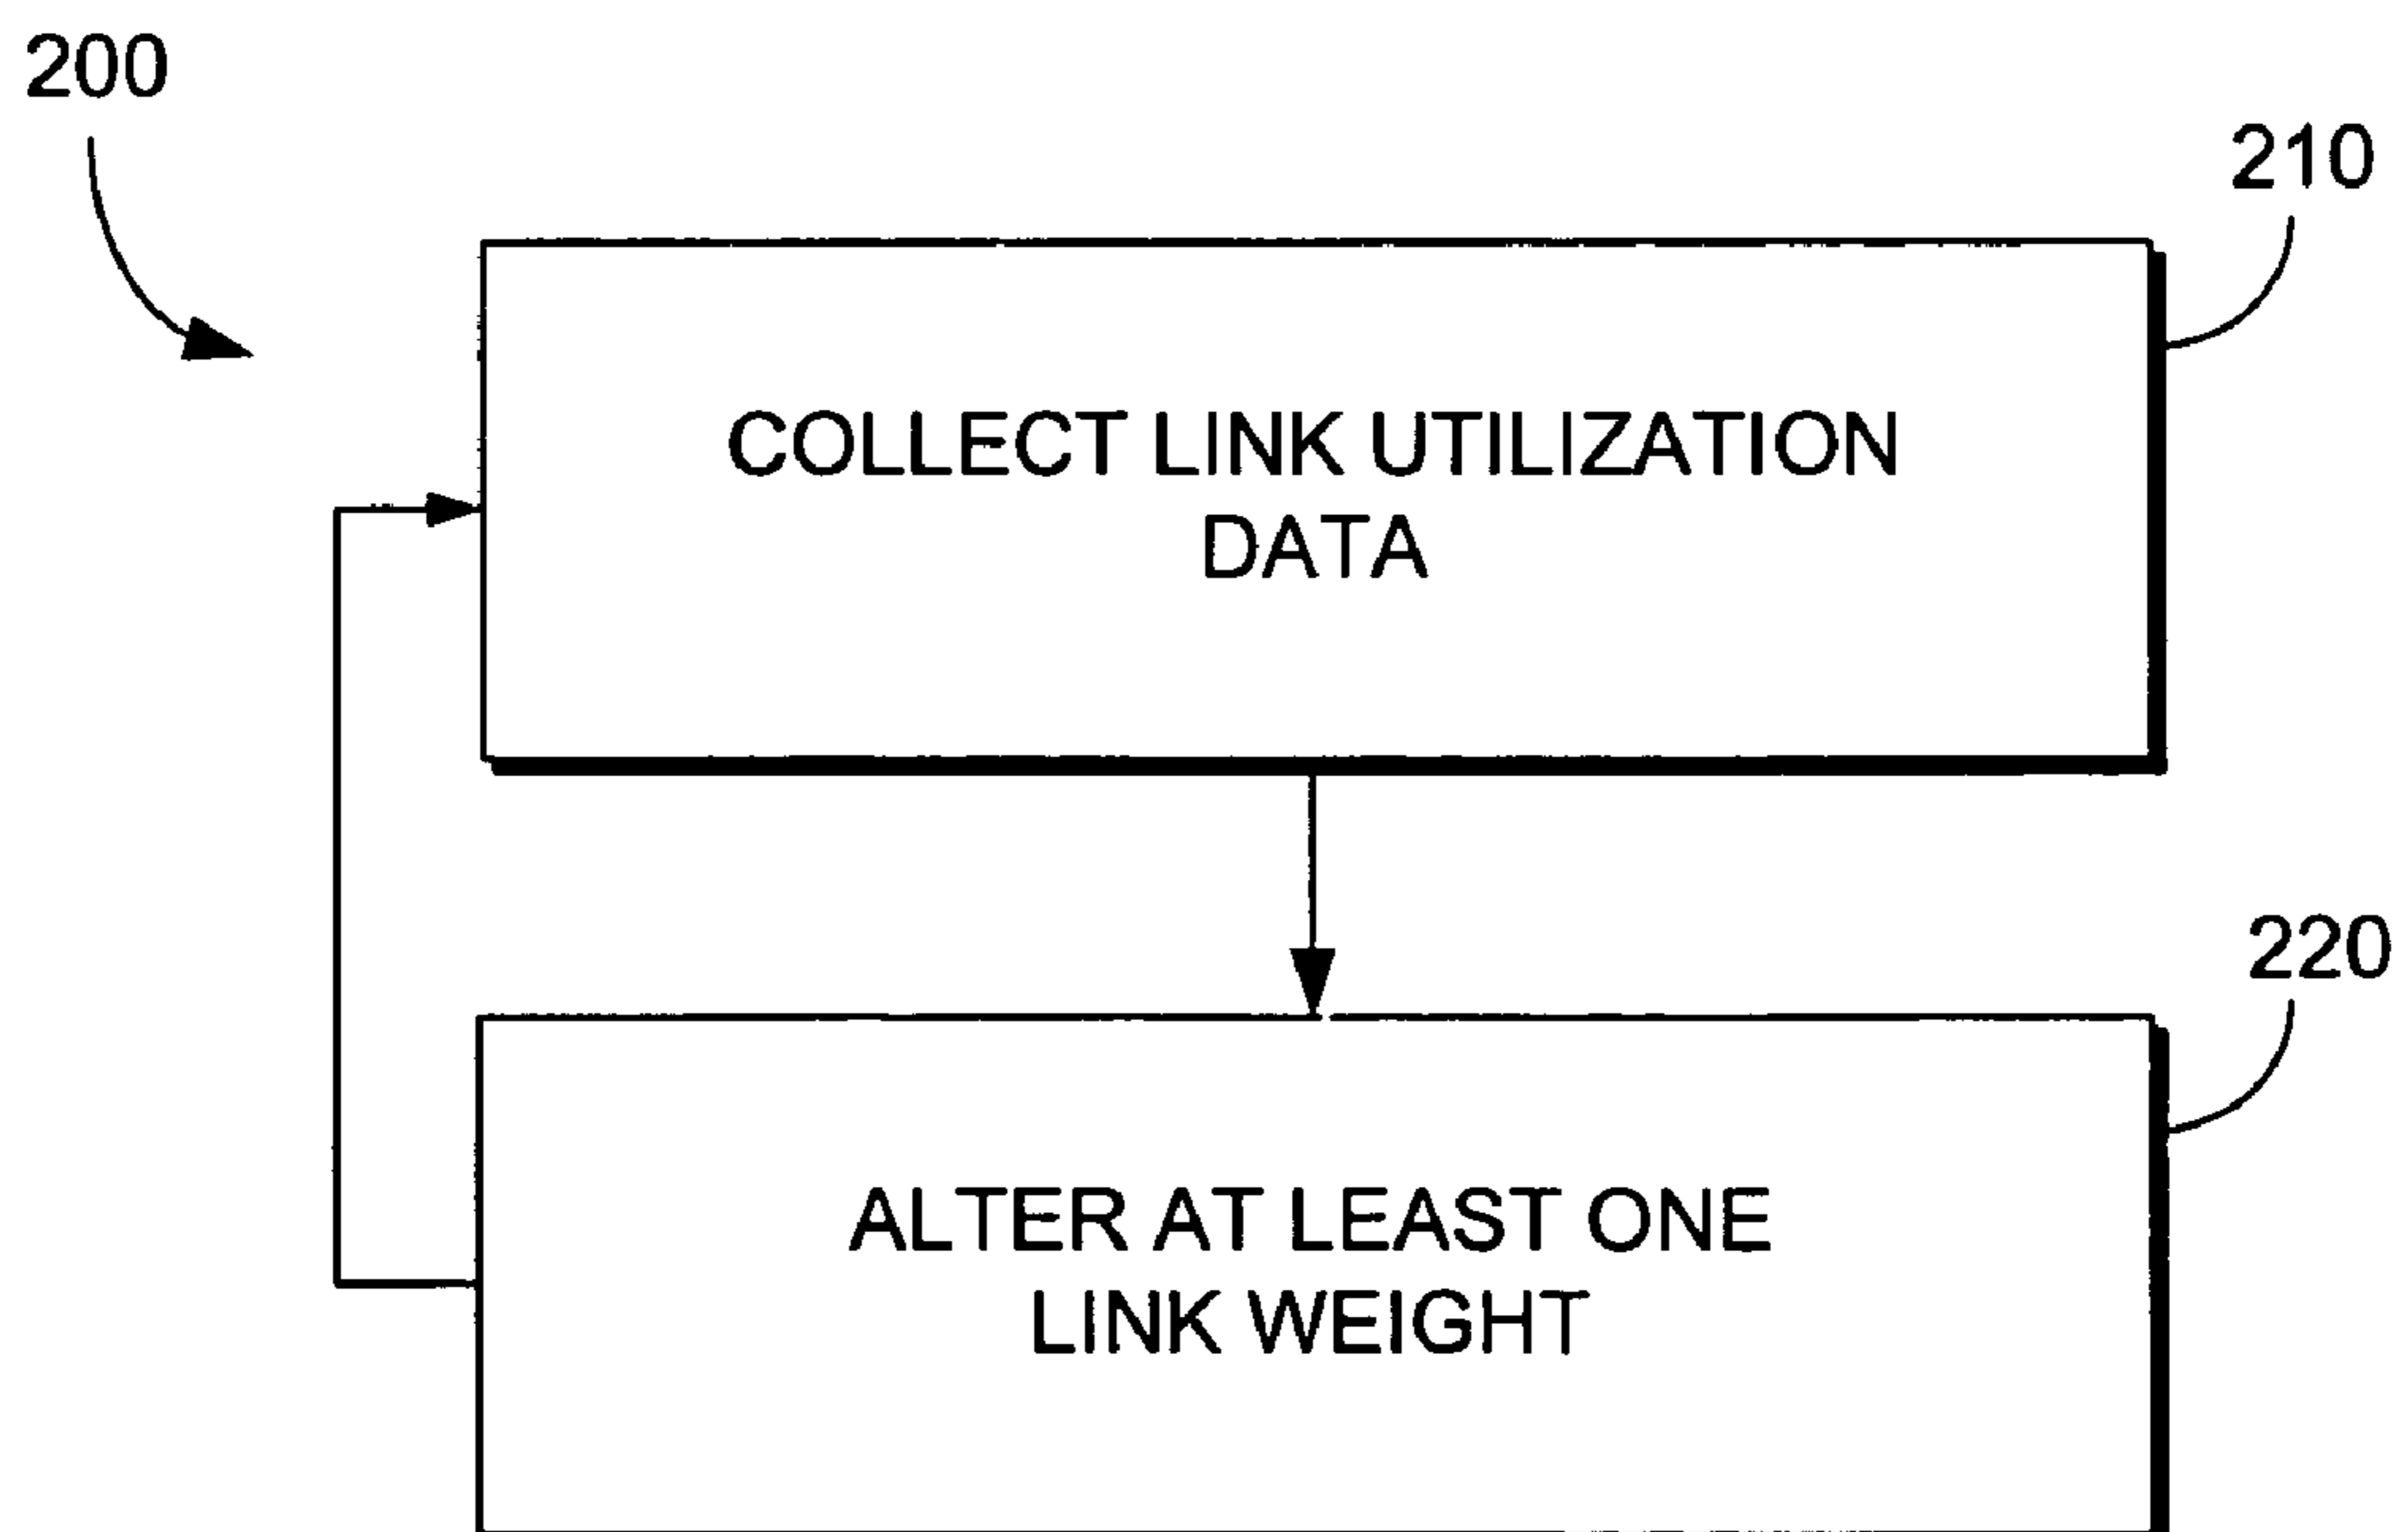 200
210
COLLECT LINK UTILIZATION
DATA
220
ALTER AT LEAST ONE
LINK WEIGHT